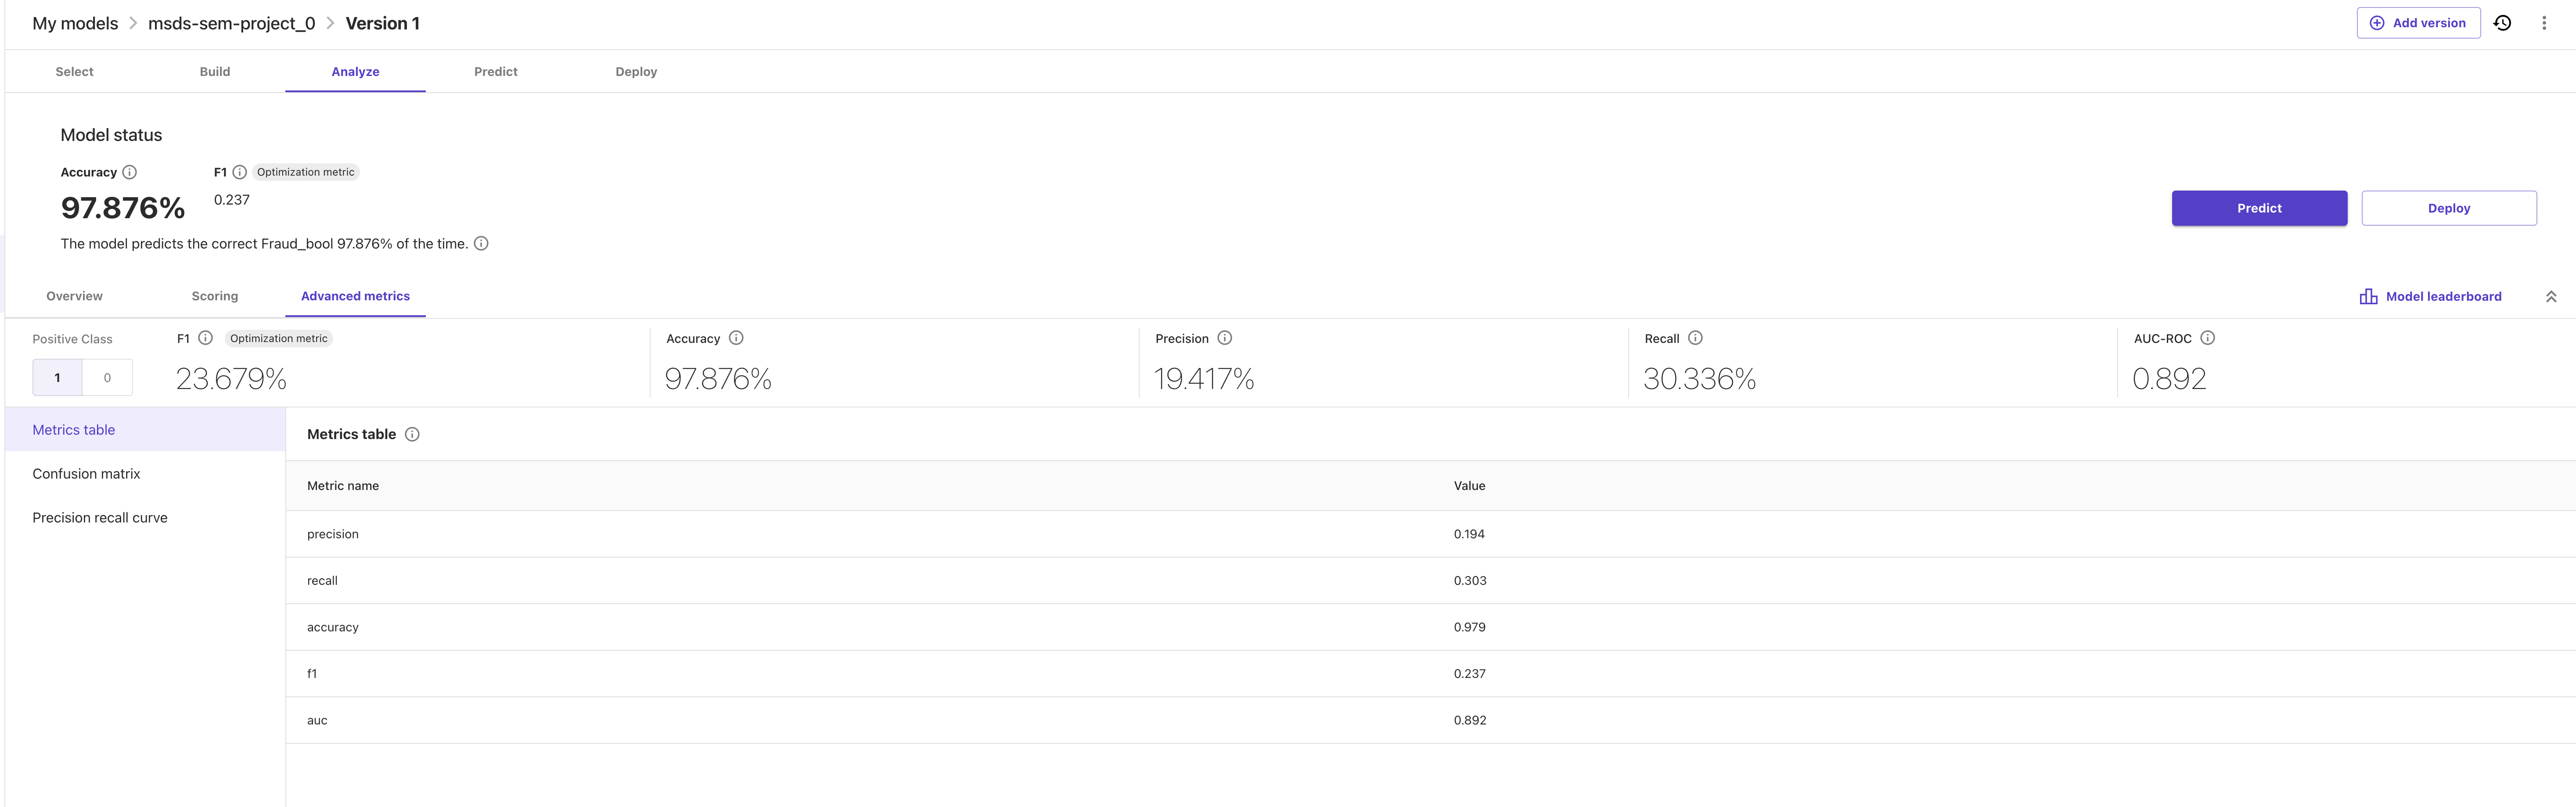 My models > msds-sem-project_0 > Version 1
Add version
Select Build Analyze Predict Deploy
Model status
Accuracy F1 Optimization metric
97.876% 0.237
The model predicts the correct Fraud_bool 97.876% of the time.
Predict Deploy
Overview Scoring Advanced metrics
Model leaderboard
Positive Class F1 Optimization metric Accuracy Precision Recall AUC-ROC
1 0 23.679% 97.876% 19.417% 30.336% 0.892
Metrics table
Confusion matrix
Precision recall curve
Metrics table
Metric name Value
precision 0.194
recall 0.303
accuracy 0.979
f1 0.237
auc 0.892